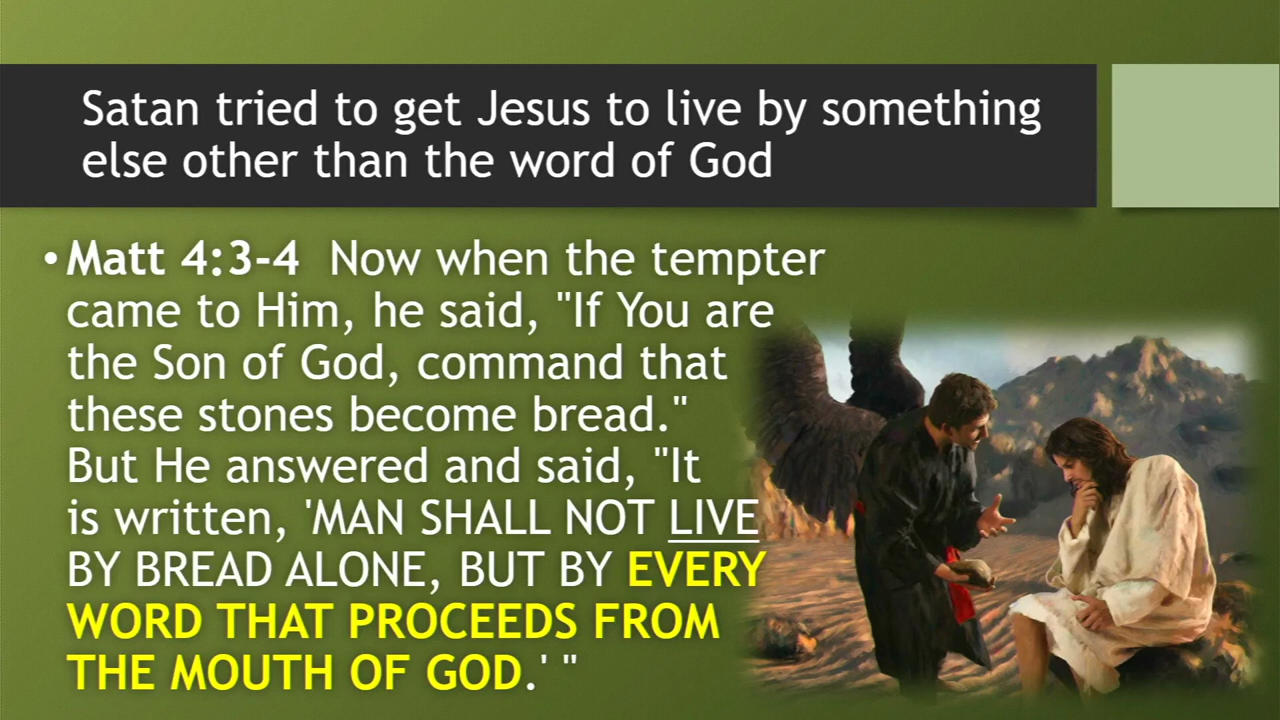 Satan tried to get Jesus to live by something
else other than the word of God
• Matt 4:3-4 Now when the tempter
came to Him, he said, "If You are
the Son of God, command that
these stones become bread."
But He answered and said, "It
is written, 'MAN SHALL NOT LIVE
BY BREAD ALONE, BUT BY EVERY
WORD THAT PROCEEDS FROM
THE MOUTH OF GOD.' "